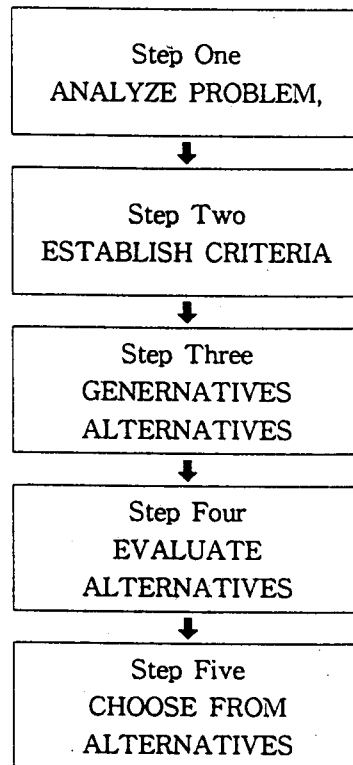 Step One
ANALYZE PROBLEM,
Step Two
ESTABLISH CRITERIA
Step Three
GENERNATIVES
ALTERNATIVES
Step Four
EVALUATE
ALTERNATIVES
Step Five
CHOOSE FROM
ALTERNATIVES